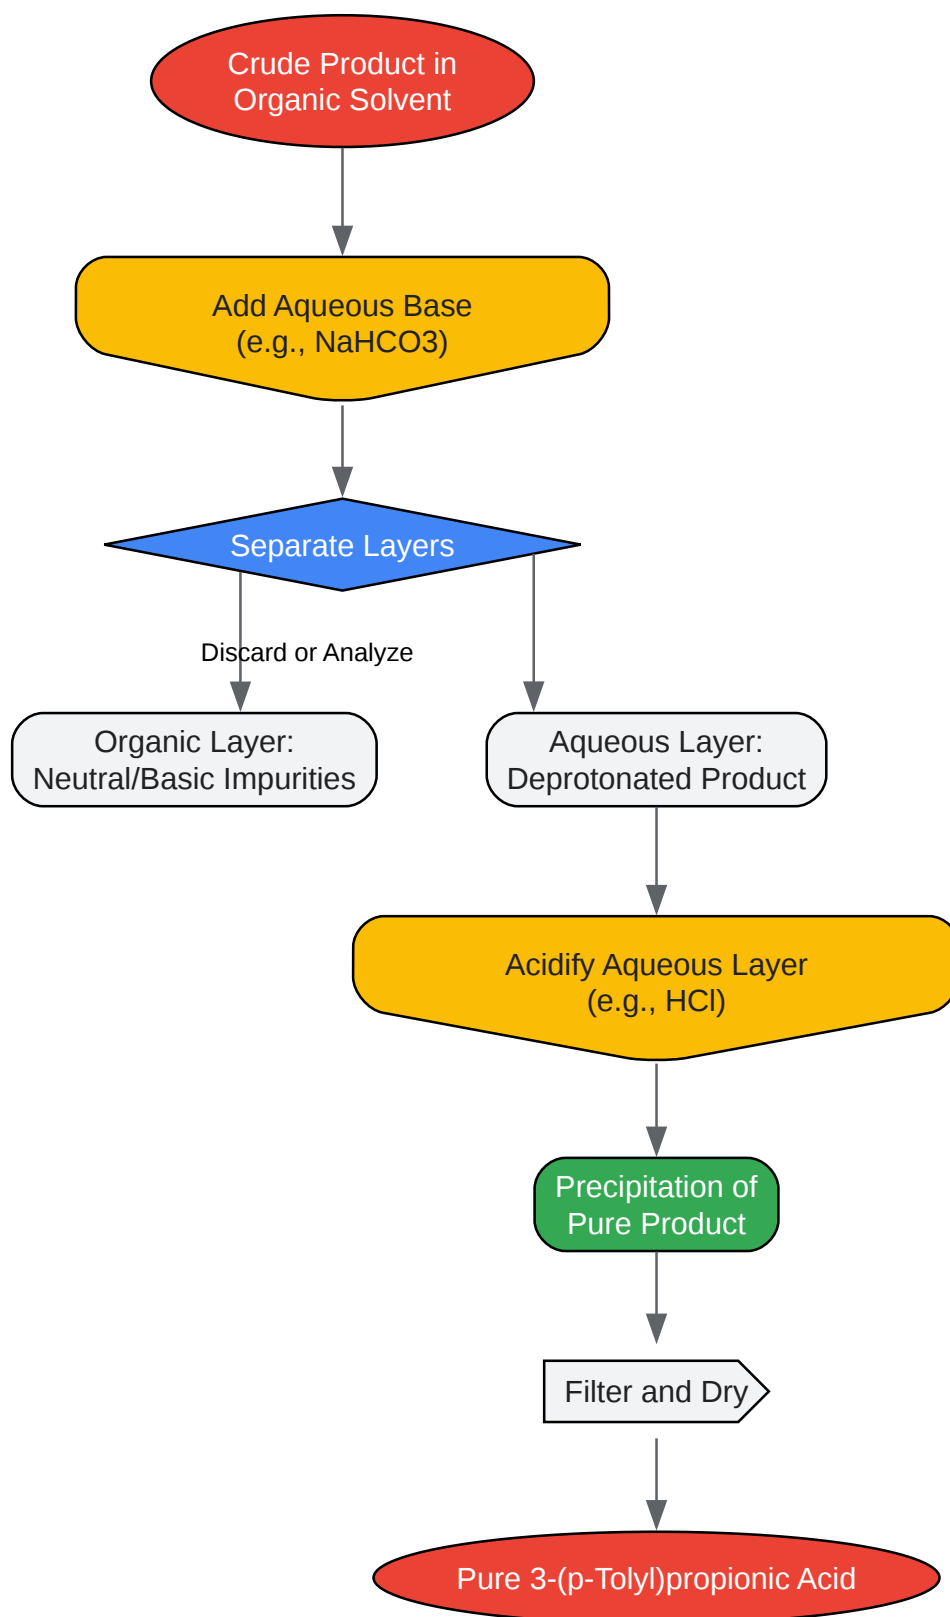 Crude Product in
Organic Solvent
Add Aqueous Base
(e.g., NaHCO3)
Separate Layers
Discard or Analyze
Organic Layer:
Neutral/Basic Impurities
Aqueous Layer:
Deprotonated Product
Acidify Aqueous Layer
(e.g., HCl)
Precipitation of
Pure Product
Filter and Dry
Pure 3-(p-Tolyl)propionic Acid